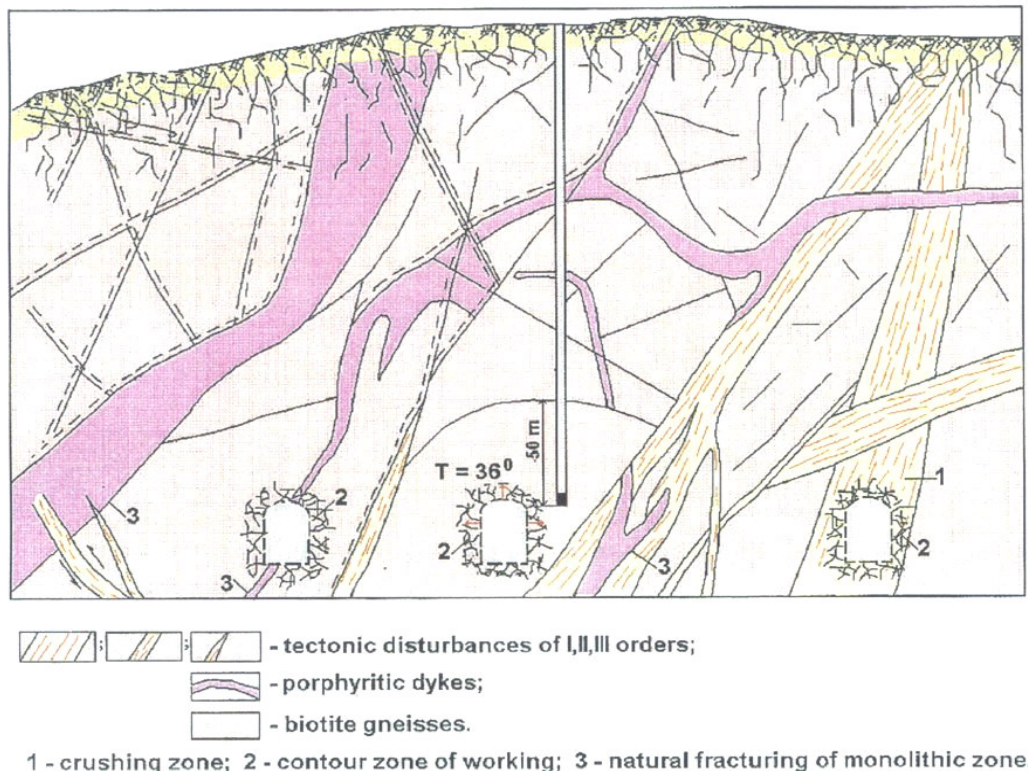 50 m
T = 36⁰
1
2
3
2
2
3
3
; ; - tectonic disturbances of I,II,III orders;
- porphyritic dykes;
- biotite gneisses.
1 - crushing zone; 2 - contour zone of working; 3 - natural fracturing of monolithic zone